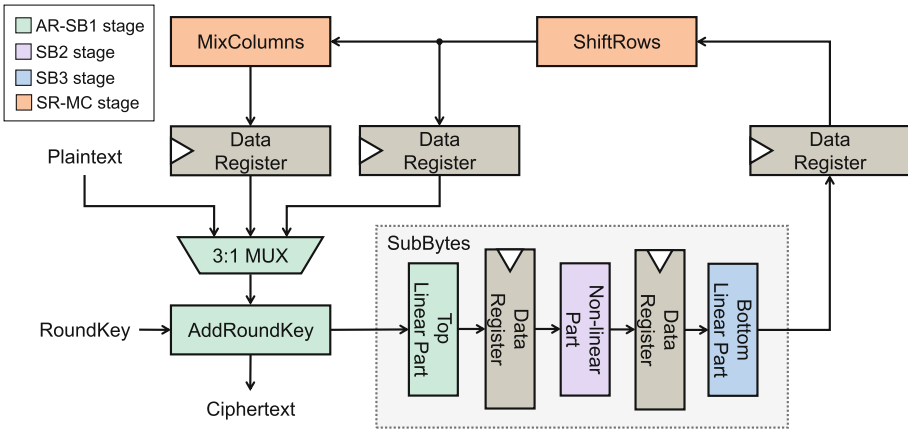 AR-SB1 stage
SB2 stage
SB3 stage
SR-MC stage
MixColumns
ShiftRows
Data
Register
Data
Register
Data
Register
Plaintext
3:1 MUX
SubBytes
RoundKey
AddRoundKey
Top
Linear Part
Data
Register
Non-linear
Part
Data
Register
Bottom
Linear Part
Ciphertext